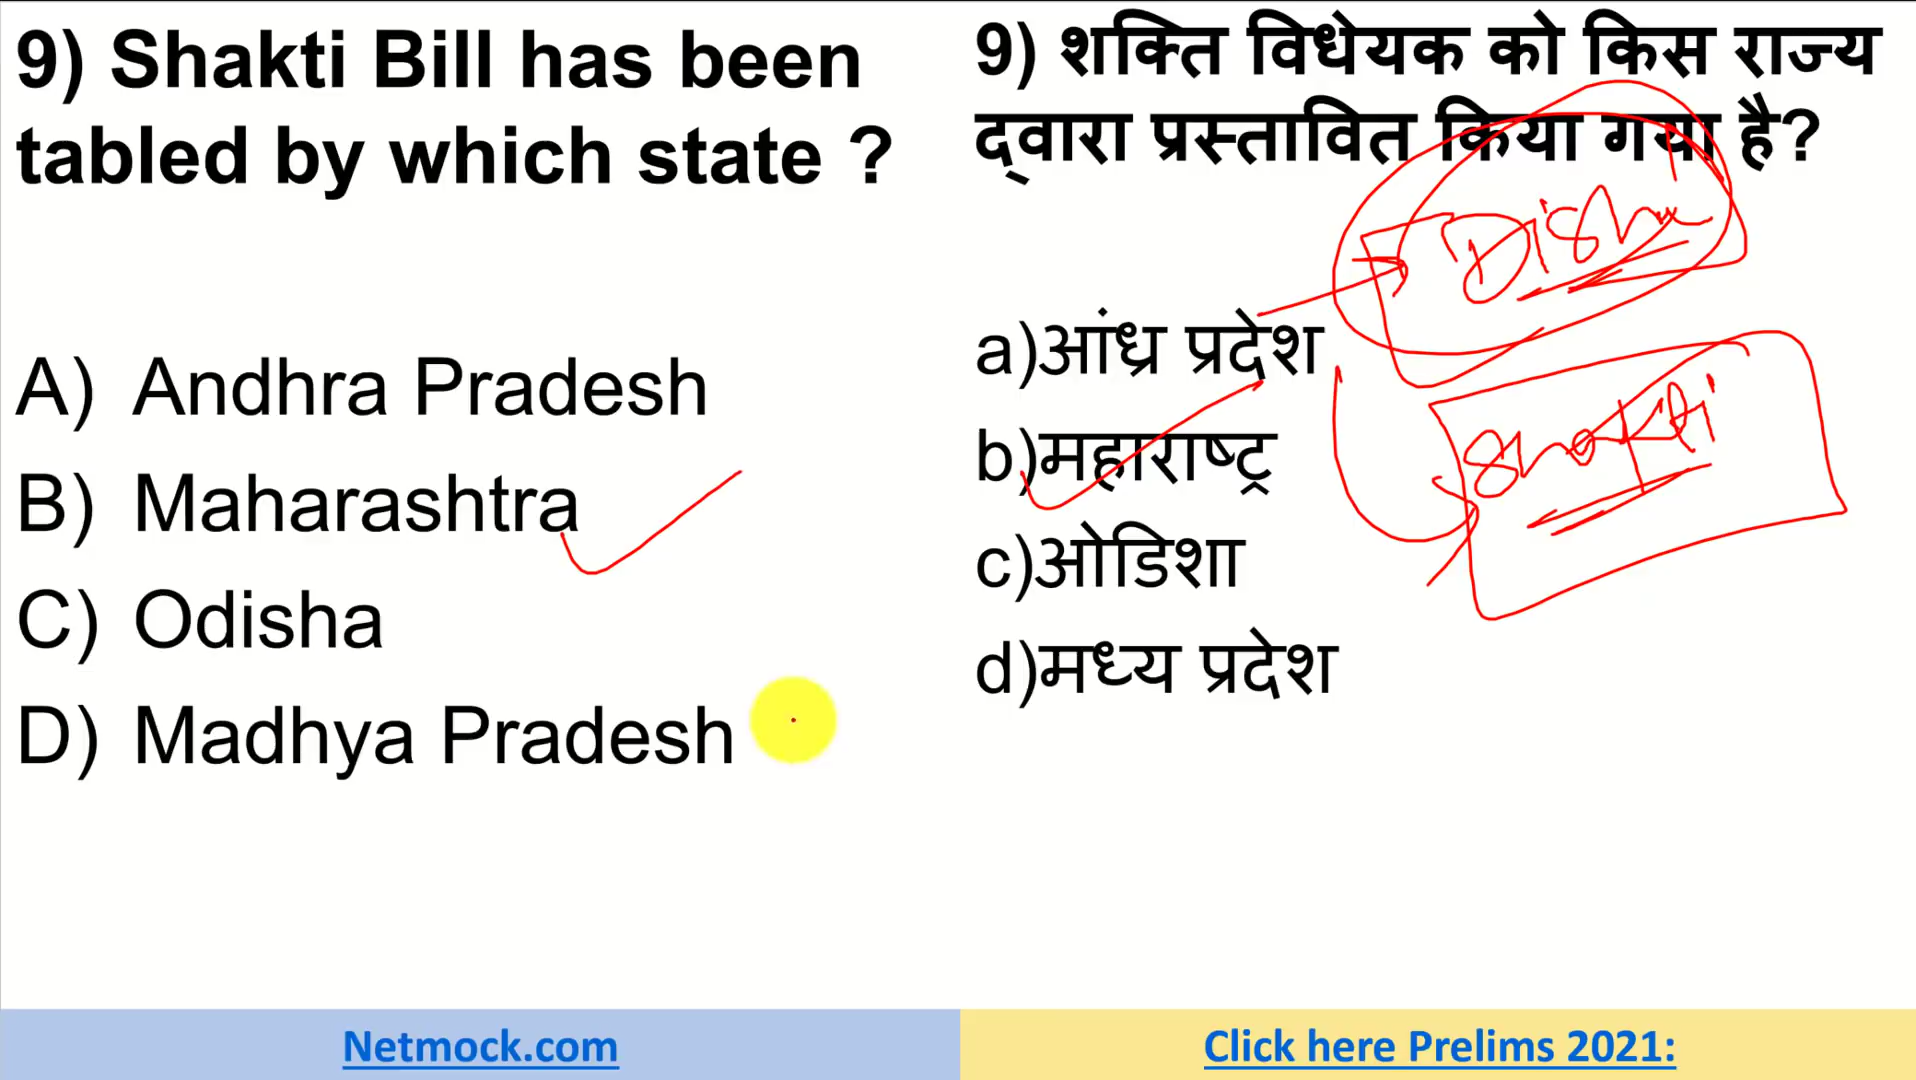 9) Shakti Bill has been
tabled by which state ?
A) Andhra Pradesh
B) Maharashtra
C) Odisha
D) Madhya Pradesh
9) शक्ति विधेयक को किस राज्य
द्वारा प्रस्तावित किया गया है?
Disha
a)आंध्र प्रदेश
b)महाराष्ट्र
Shakti
c)ओडिशा
d)मध्य प्रदेश
Netmock.com
Click here Prelims 2021: